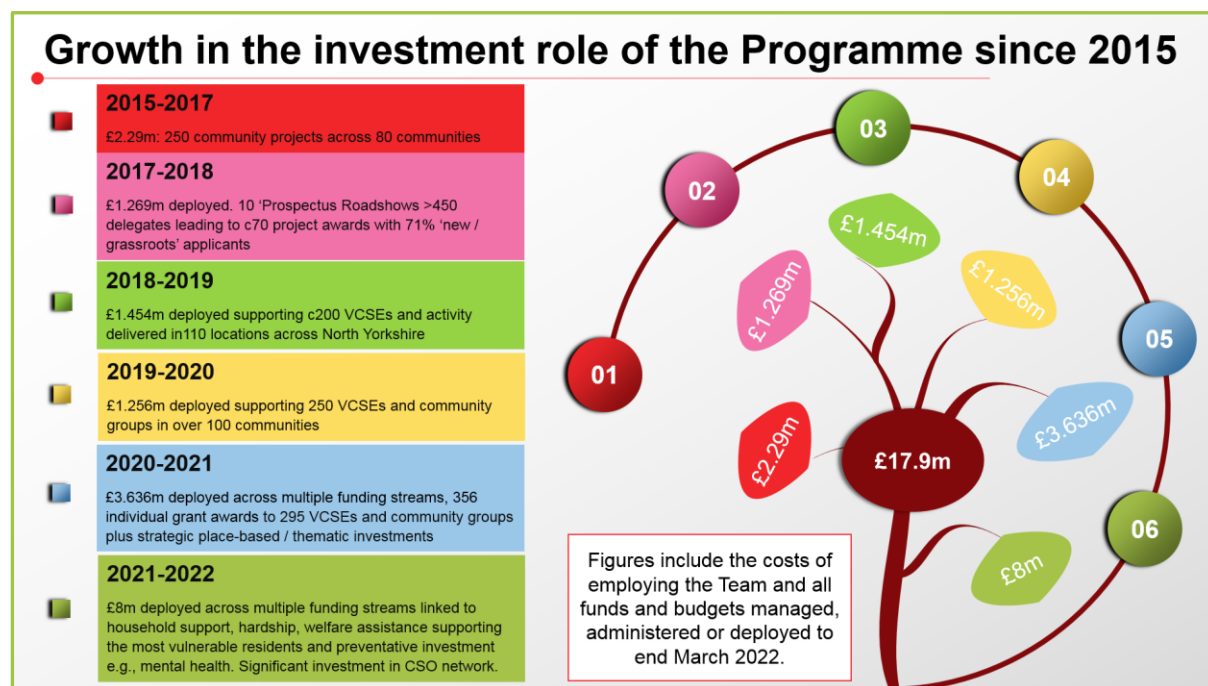 Growth in the investment role of the Programme since 2015
2015-2017
£2.29m: 250 community projects across 80 communities
2017-2018
£1.269m deployed. 10 ‘Prospectus Roadshows >450
delegates leading to c70 project awards with 71% ‘new /
grassroots’ applicants
2018-2019
£1.454m deployed supporting c200 VCSEs and activity
delivered in110 locations across North Yorkshire
2019-2020
£1.256m deployed supporting 250 VCSEs and community
groups in over 100 communities
2020-2021
£3.636m deployed across multiple funding streams, 356
individual grant awards to 295 VCSEs and community groups
plus strategic place-based / thematic investments
2021-2022
£8m deployed across multiple funding streams linked to
household support, hardship, welfare assistance supporting
the most vulnerable residents and preventative investment
e.g., mental health. Significant investment in CSO network.
01
02
03
04
05
06
£2.29m
£1.269m
£1.454m
£1.256m
£3.636m
£8m
£17.9m
Figures include the costs of
employing the Team and all
funds and budgets managed,
administered or deployed to
end March 2022.